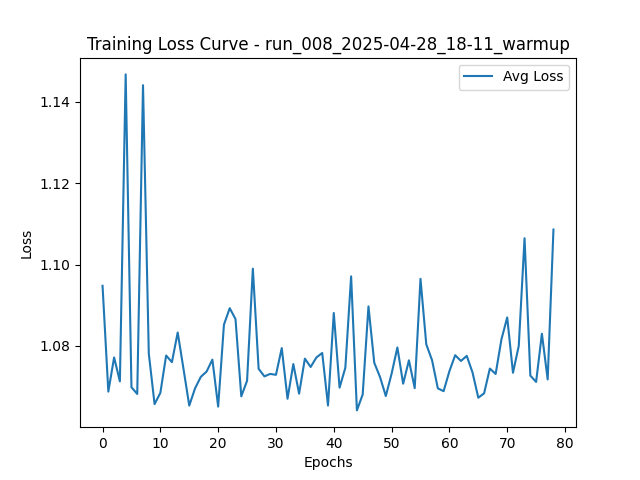 Training Loss Curve - run_008_2025-04-28_18-11_warmup
Avg Loss
1.14
1.12
1.10
1.08
Loss
0 10 20 30 40 50 60 70 80
Epochs